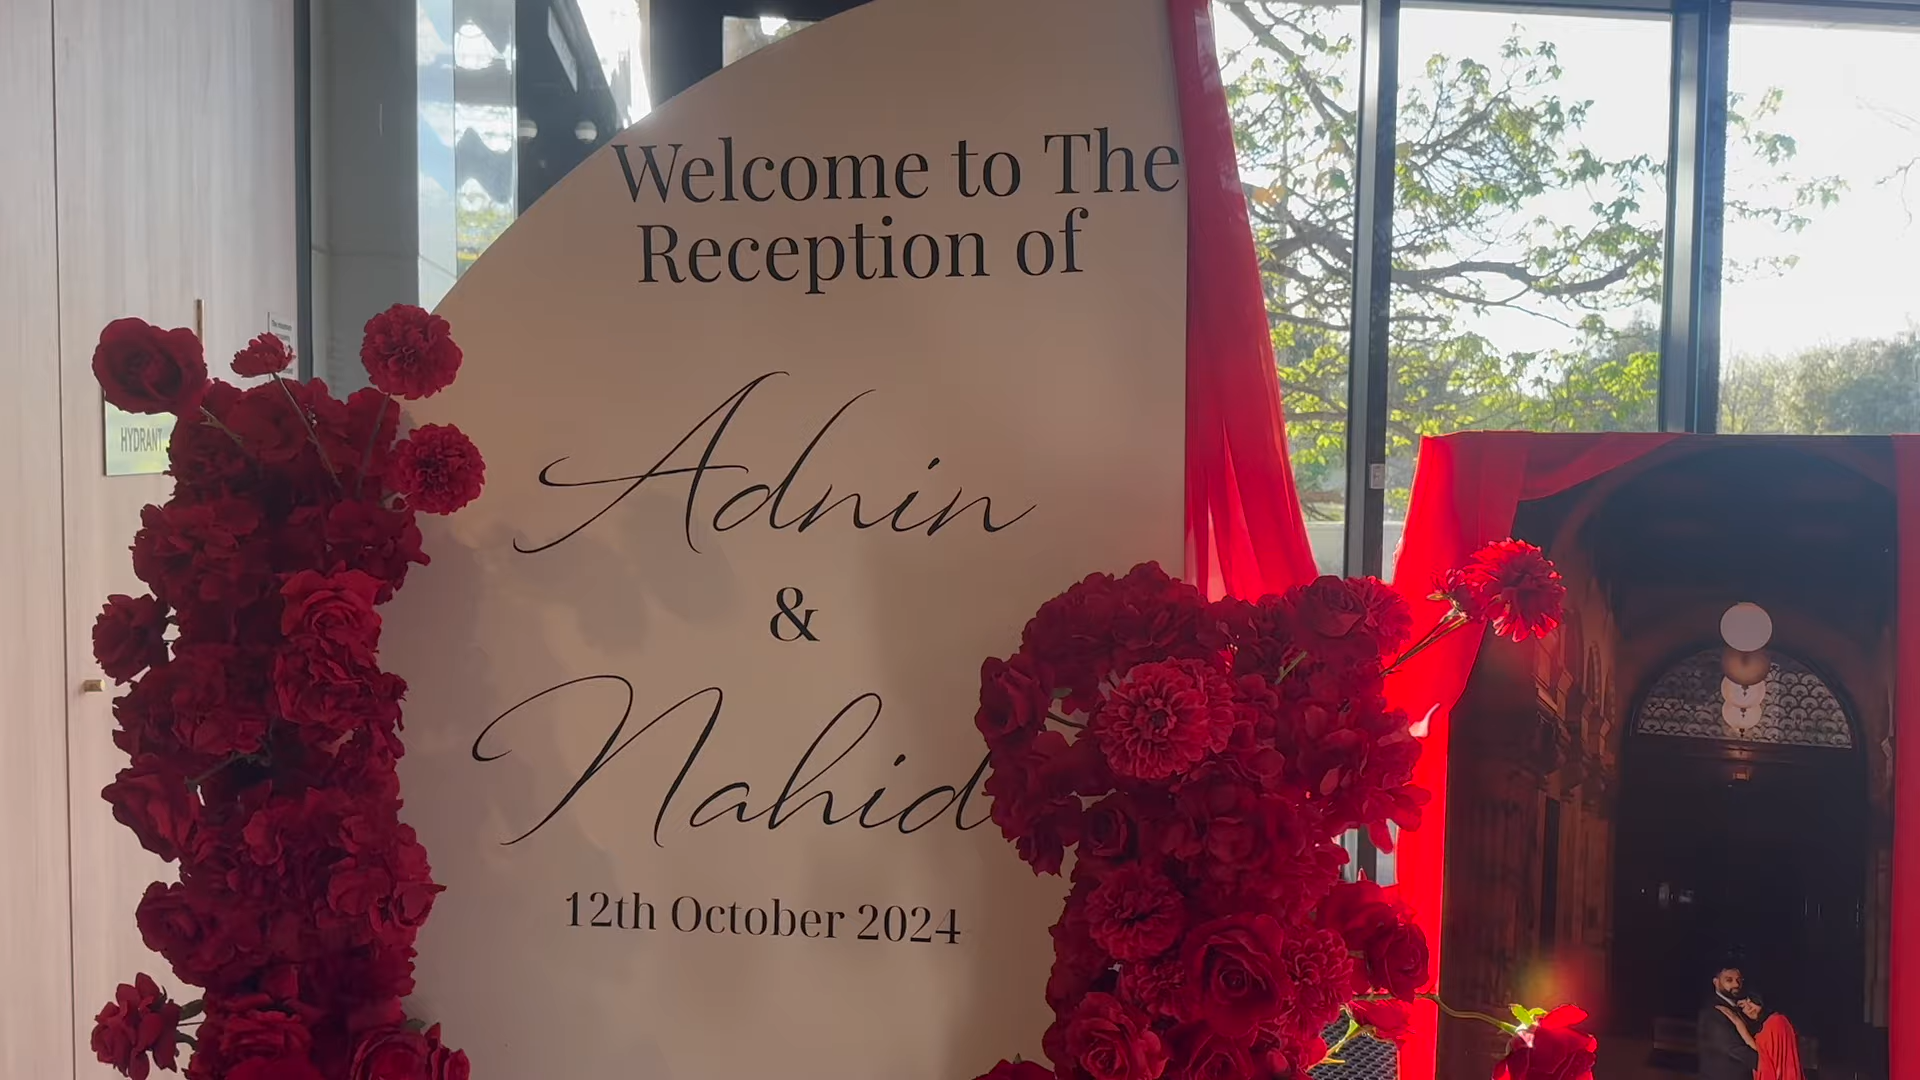 Welcome to The
Reception of
Adnin
&
Nahid
12th October 2024
HYDRANT